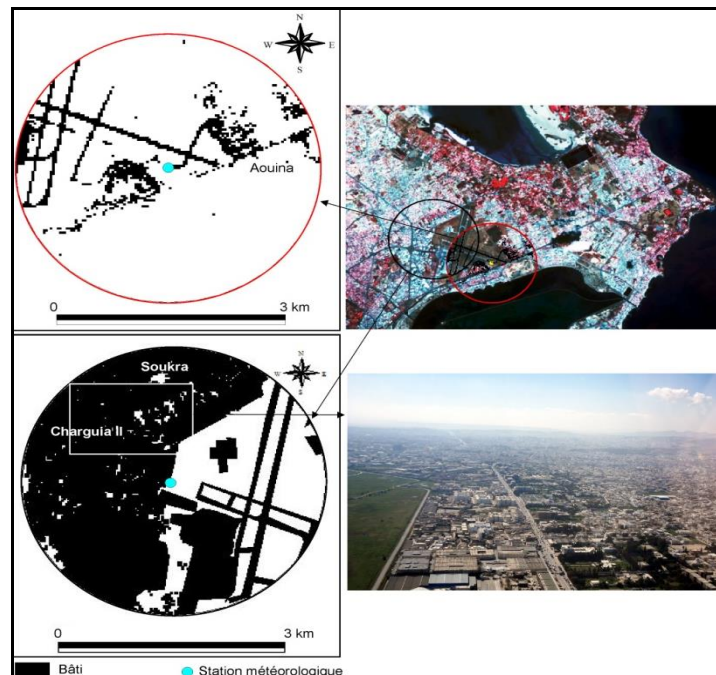 N
W E
S
Aouina
0 3 km
N
W E
S
Soukra
Charguia II
0 3 km
Bâti
Station météorologique